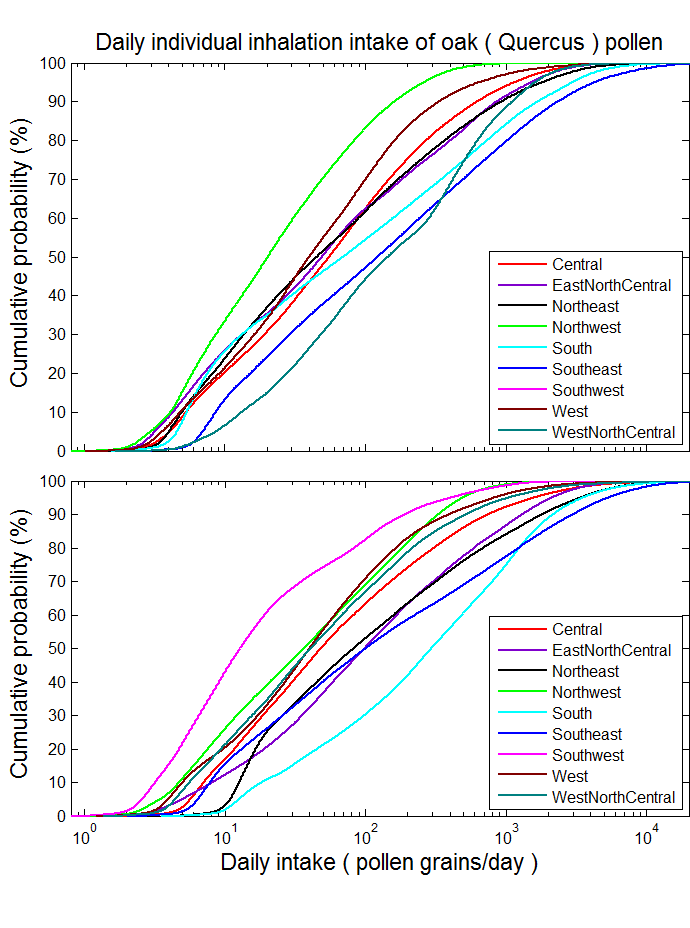 Daily individual inhalation intake of oak ( Quercus ) pollen
Cumulative probability (%)
100
90
80
70
60
50
40
30
20
10
0
Central
EastNorthCentral
Northeast
Northwest
South
Southeast
Southwest
West
WestNorthCentral
Cumulative probability (%)
100
90
80
70
60
50
40
30
20
10
0
Central
EastNorthCentral
Northeast
Northwest
South
Southeast
Southwest
West
WestNorthCentral
10^0 10^1 10^2 10^3 10^4
Daily intake ( pollen grains/day )